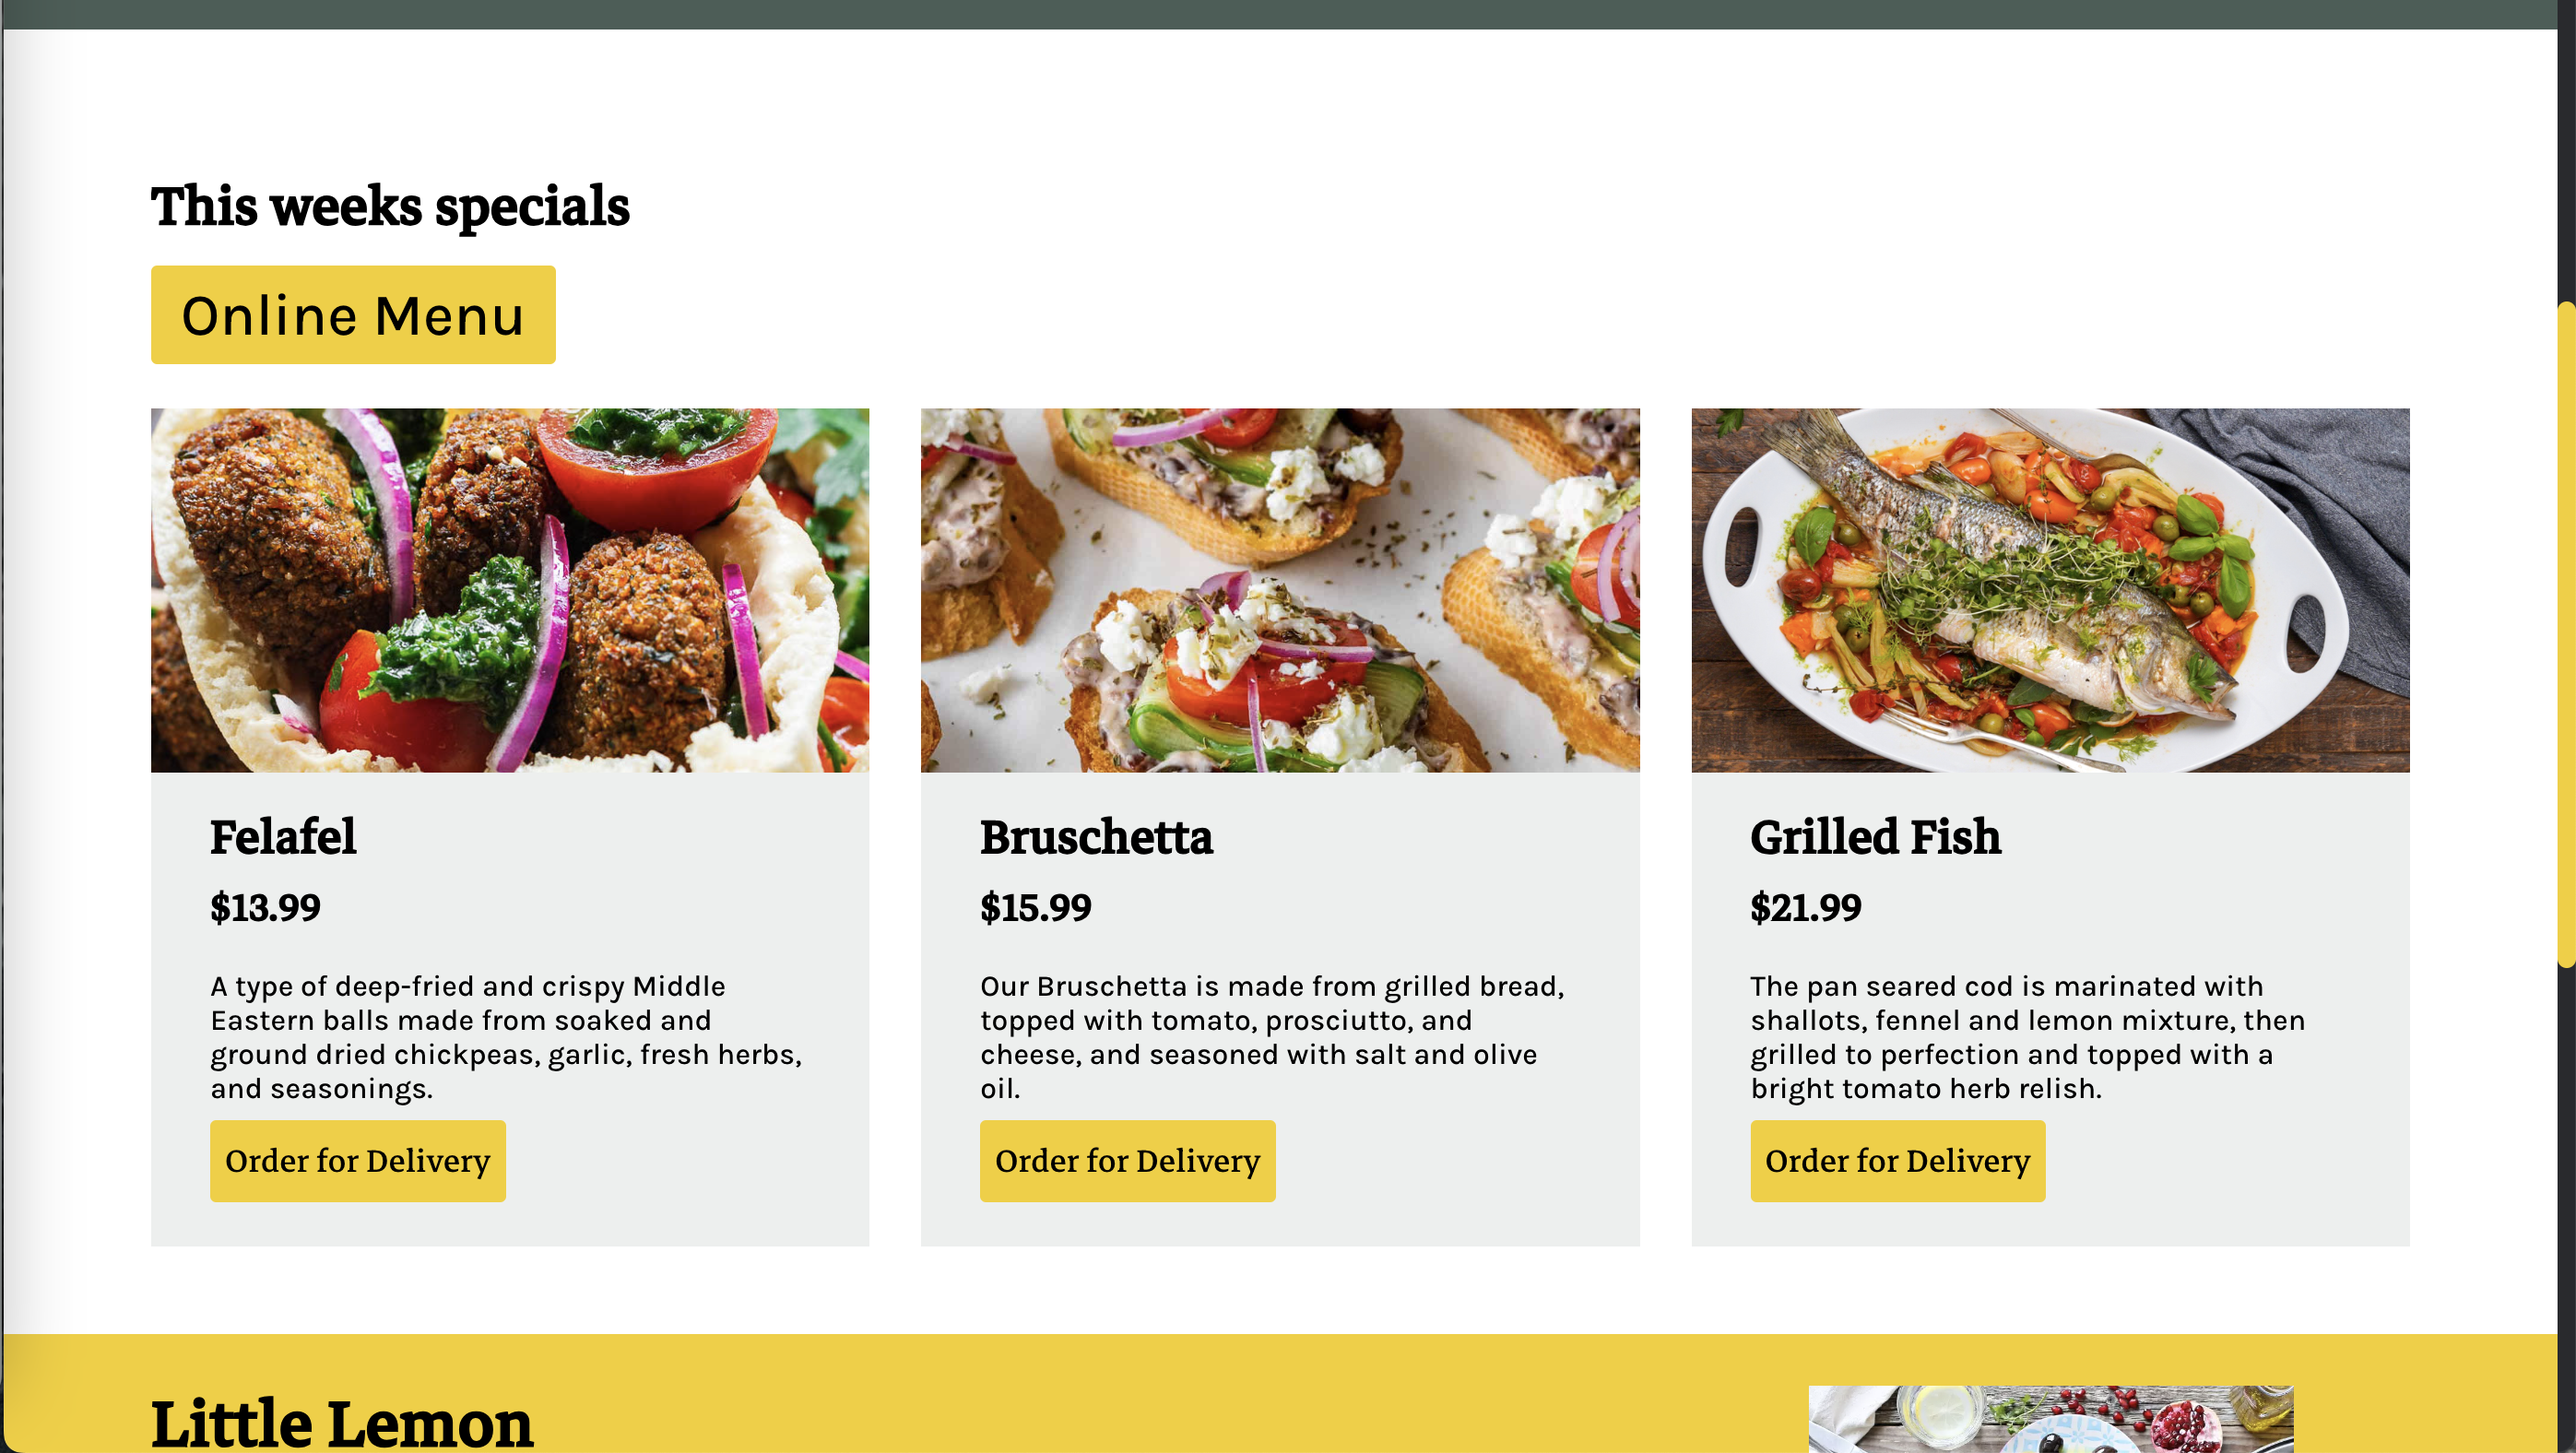 This weeks specials
Online Menu
Felafel
$13.99
A type of deep-fried and crispy Middle
Eastern balls made from soaked and
ground dried chickpeas, garlic, fresh herbs,
and seasonings.
Order for Delivery
Bruschetta
$15.99
Our Bruschetta is made from grilled bread,
topped with tomato, prosciutto, and
cheese, and seasoned with salt and olive
oil.
Order for Delivery
Grilled Fish
$21.99
The pan seared cod is marinated with
shallots, fennel and lemon mixture, then
grilled to perfection and topped with a
bright tomato herb relish.
Order for Delivery
Little Lemon